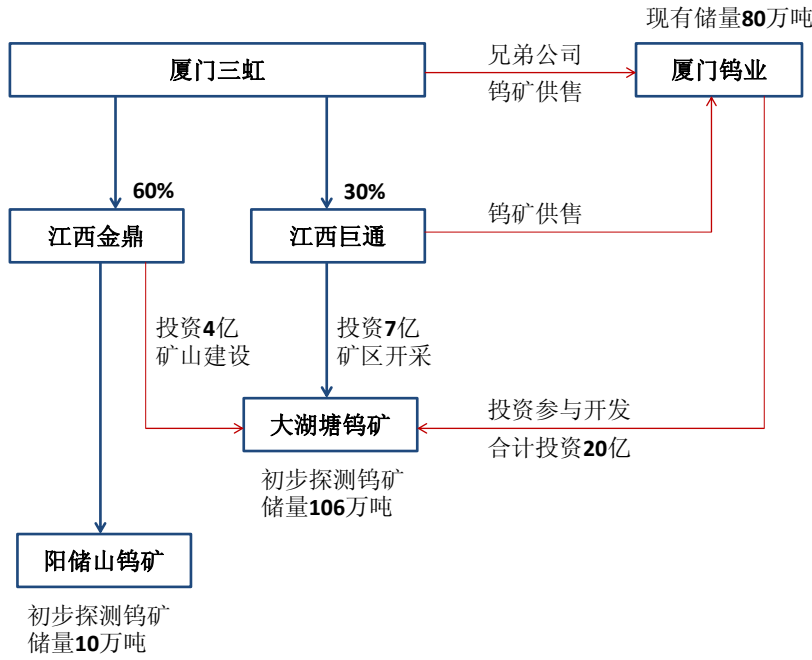 现有储量80万吨
厦门三虹
兄弟公司
钨矿供售
厦门钨业
60%
30%
江西金鼎
江西巨通
钨矿供售
投资4亿
矿山建设
投资7亿
矿区开采
大湖塘钨矿
投资参与开发
合计投资20亿
初步探测钨矿
储量106万吨
阳储山钨矿
初步探测钨矿
储量10万吨